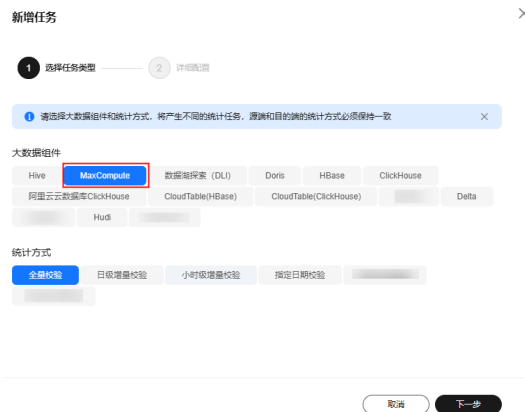 新增任务
1 选择任务类型 2 详细配置
请选择大数据组件和统计方式，将产生不同的统计任务，源端和目的端的统计方式必须保持一致
大数据组件
Hive MaxCompute 数据湖探索（DLI） Doris HBase ClickHouse
阿里云云数据库ClickHouse CloudTable(HBase) CloudTable(ClickHouse) Delta
Hudi
统计方式
全量校验 日级增量校验 小时级增量校验 指定日期校验
取消 下一步